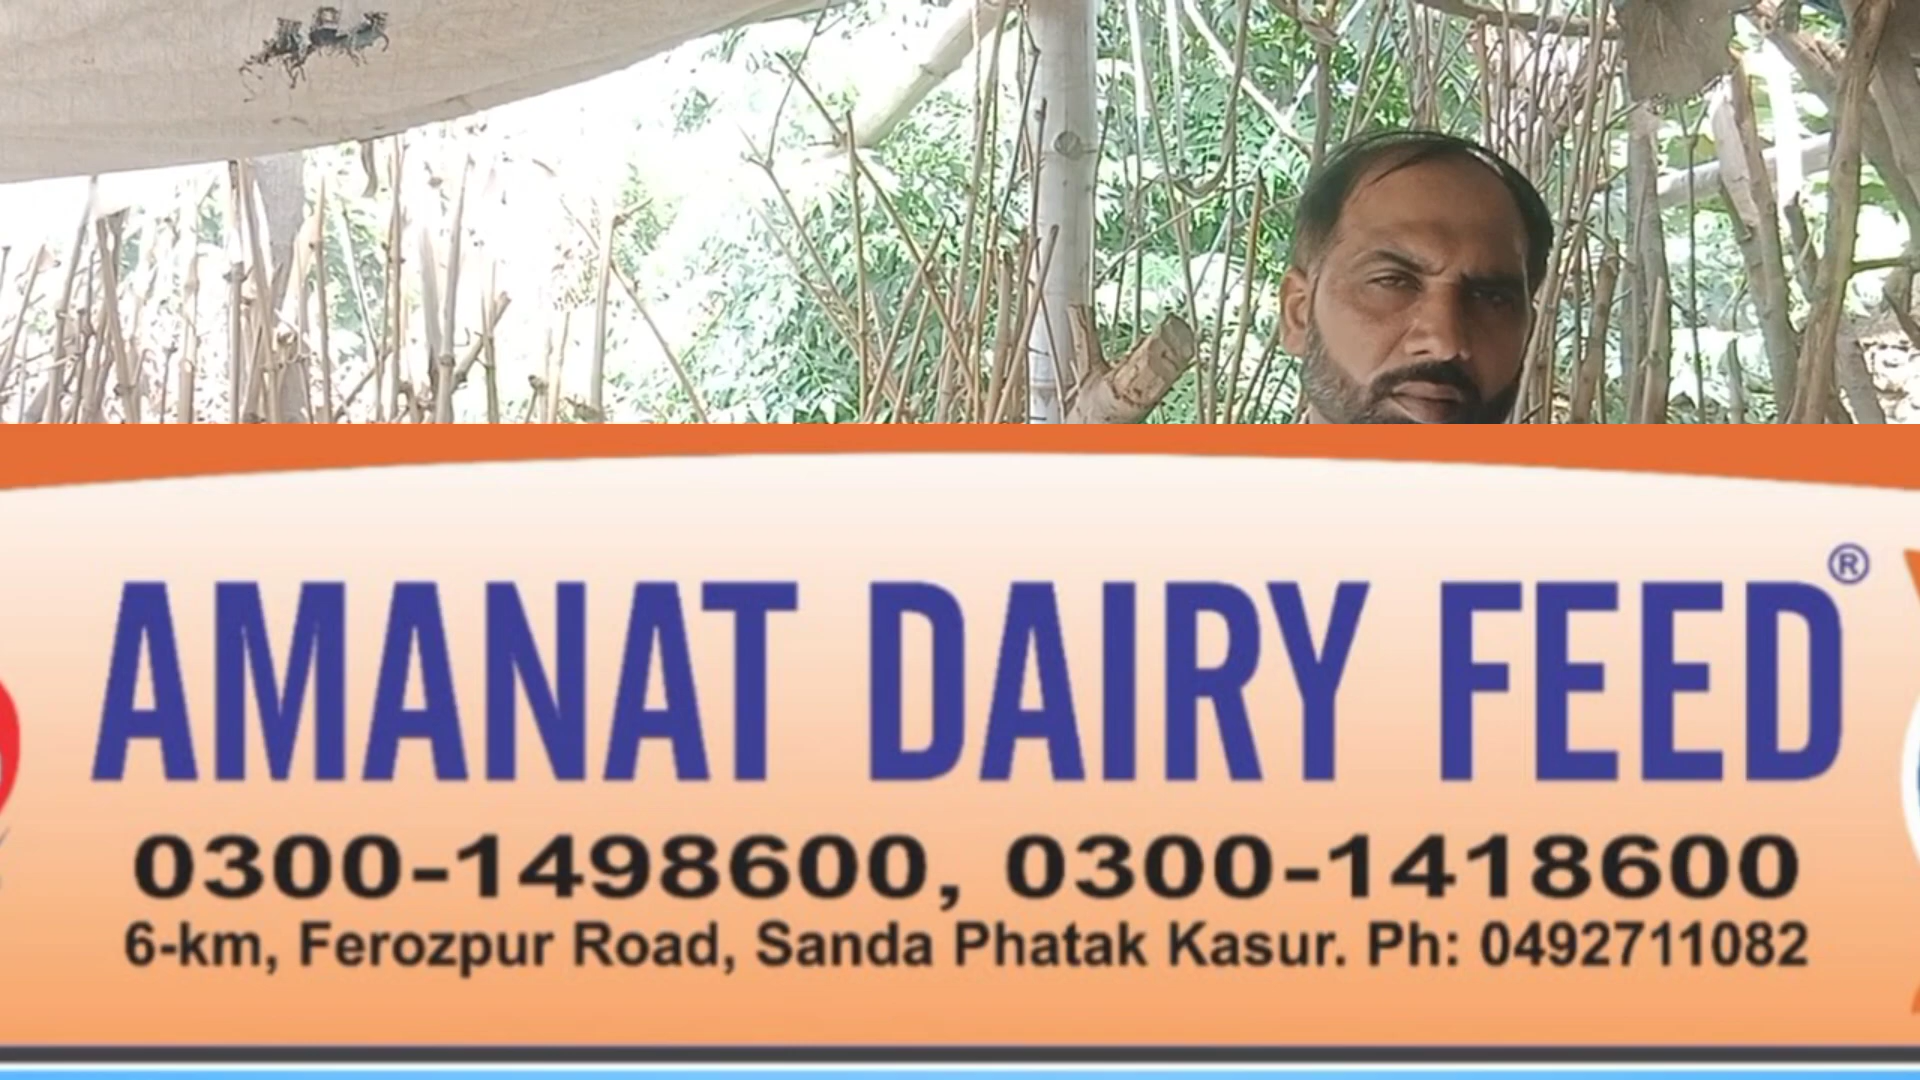 AMANAT DAIRY FEED®
0300-1498600, 0300-1418600
6-km, Ferozpur Road, Sanda Phatak Kasur. Ph: 0492711082